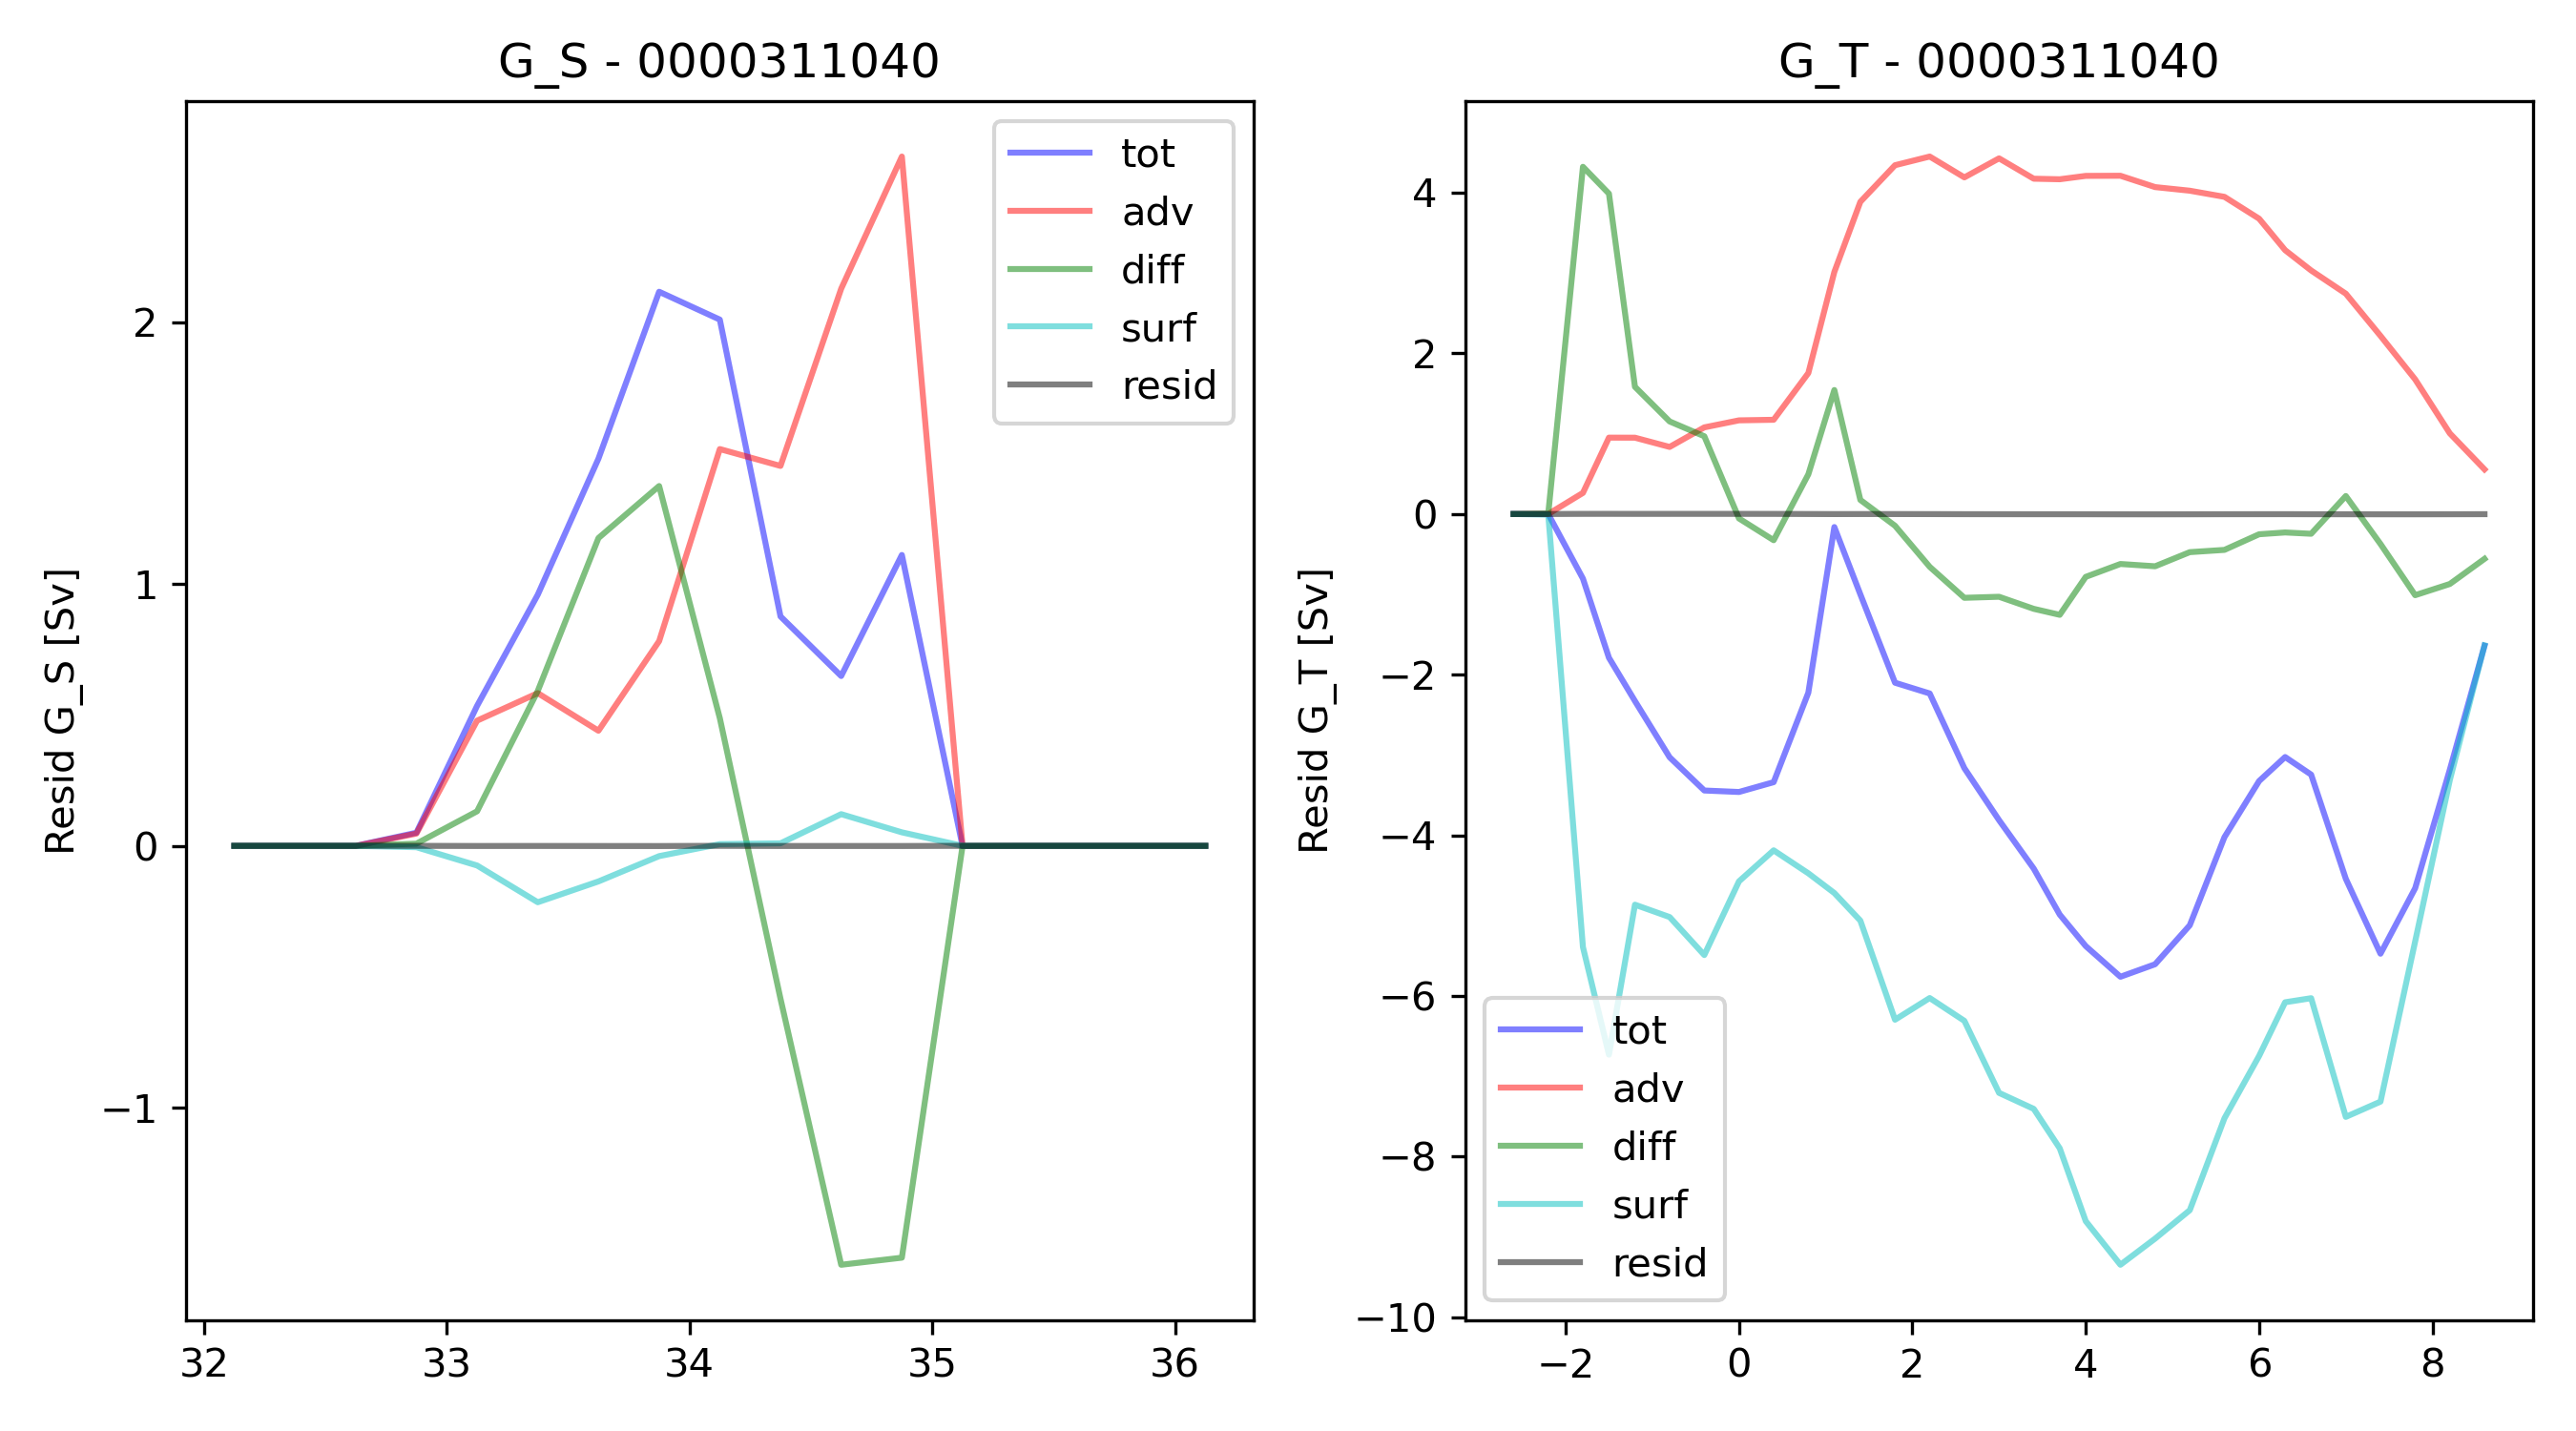 G_S - 0000311040
Resid G_S [Sv]
2
1
0
−1
32 33 34 35 36
tot
adv
diff
surf
resid
G_T - 0000311040
Resid G_T [Sv]
4
2
0
−2
−4
−6
−8
−10
−2 0 2 4 6 8
tot
adv
diff
surf
resid